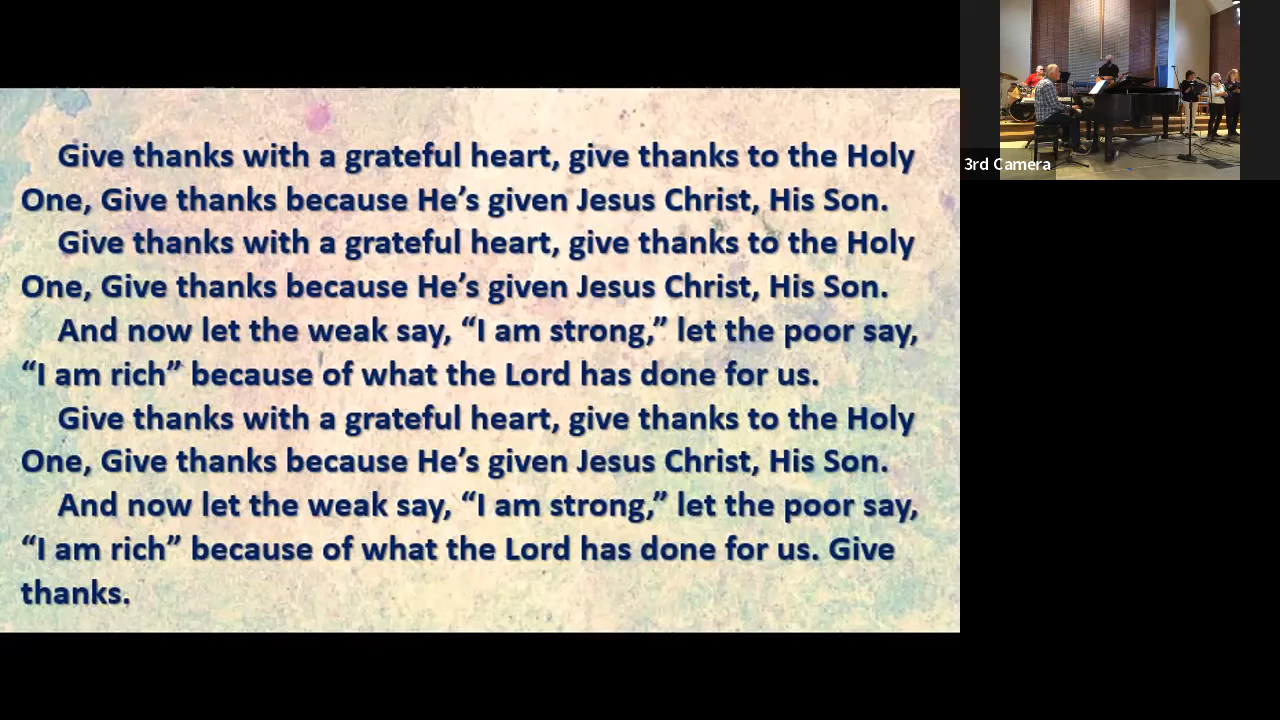 Give thanks with a grateful heart, give thanks to the Holy
One, Give thanks because He’s given Jesus Christ, His Son.
Give thanks with a grateful heart, give thanks to the Holy
One, Give thanks because He’s given Jesus Christ, His Son.
And now let the weak say, “I am strong,” let the poor say,
“I am rich” because of what the Lord has done for us.
Give thanks with a grateful heart, give thanks to the Holy
One, Give thanks because He’s given Jesus Christ, His Son.
And now let the weak say, “I am strong,” let the poor say,
“I am rich” because of what the Lord has done for us. Give
thanks.
3rd Camera